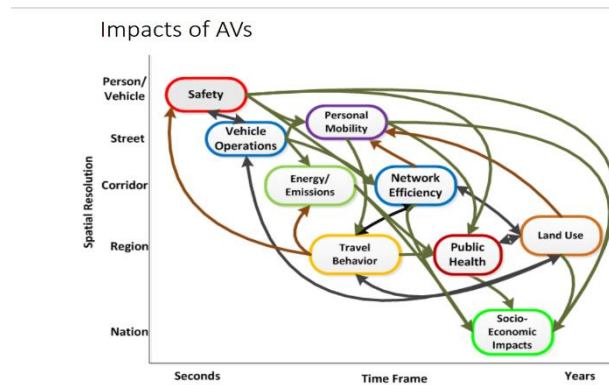 Impacts of AVs
Person/
Vehicle
Street
Corridor
Region
Nation
Spatial Resolution
Safety
Vehicle
Operations
Personal
Mobility
Energy/
Emissions
Network
Efficiency
Travel
Behavior
Public
Health
Land Use
Socio-
Economic
Impacts
Seconds
Time Frame
Years